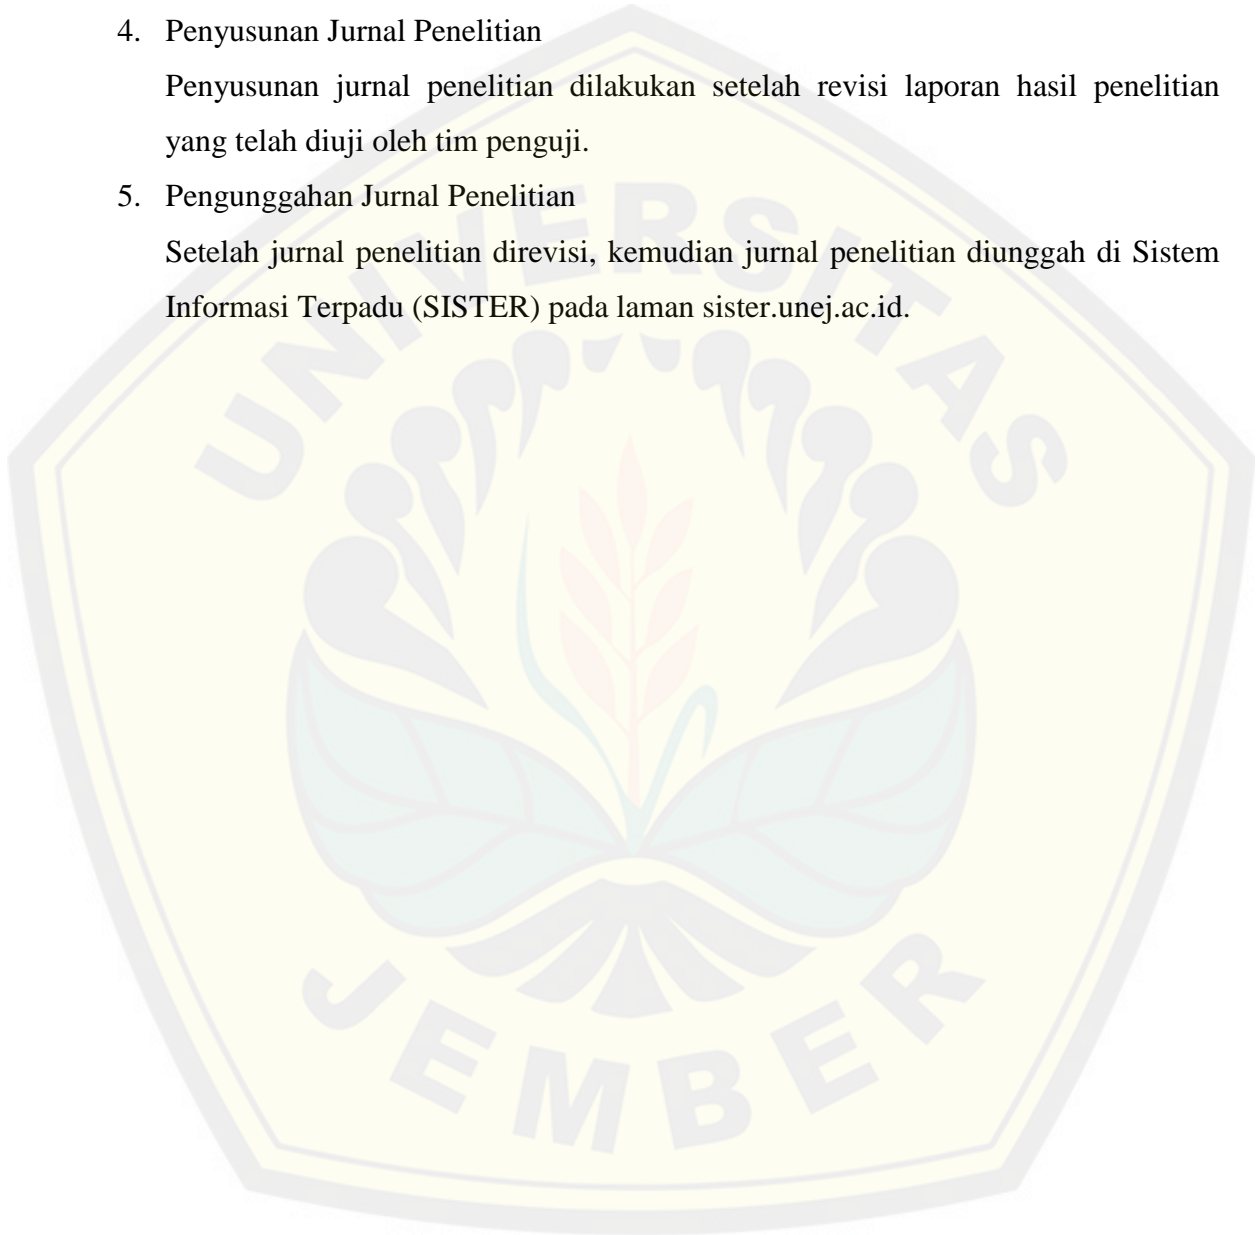 4. Penyusunan Jurnal Penelitian
Penyusunan jurnal penelitian dilakukan setelah revisi laporan hasil penelitian
yang telah diuji oleh tim penguji.
5. Pengunggahan Jurnal Penelitian
Setelah jurnal penelitian direvisi, kemudian jurnal penelitian diunggah di Sistem
Informasi Terpadu (SISTER) pada laman sister.unej.ac.id.
UNIVERSITAS
JEMBER